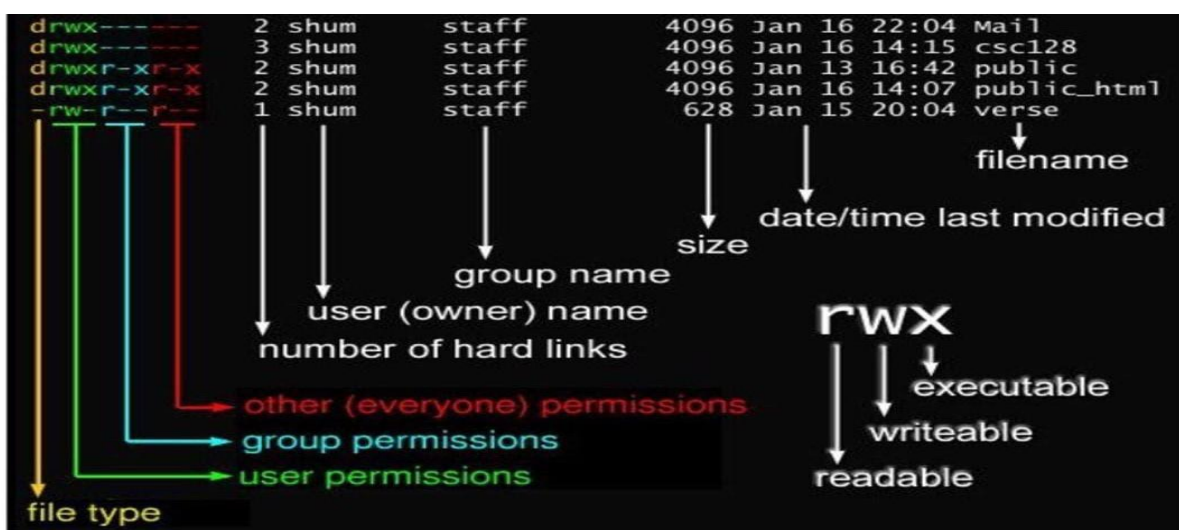 drwx------ 2 shum staff 4096 Jan 16 22:04 Mail
drwx------ 3 shum staff 4096 Jan 16 14:15 csc128
drwxr-xr-x 2 shum staff 4096 Jan 13 16:42 public
drwxr-xr-x 2 shum staff 4096 Jan 16 14:07 public_html
-rw-r--r-- 1 shum staff 628 Jan 15 20:04 verse
filename
date/time last modified
size
group name
user (owner) name
number of hard links
rwx
executable
writeable
readable
other (everyone) permissions
group permissions
user permissions
file type